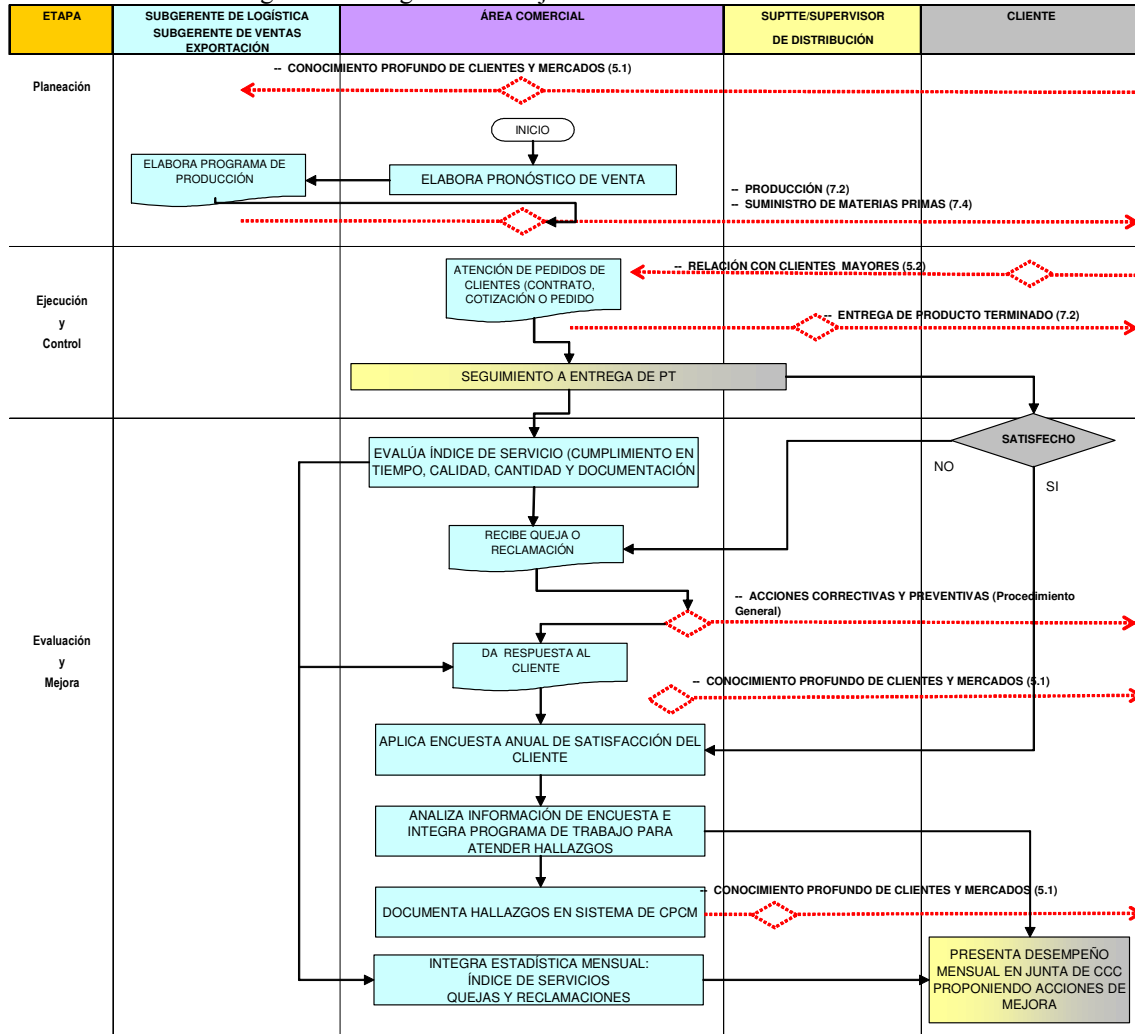 ETAPA
SUBGERENTE DE LOGÍSTICA
SUBGERENTE DE VENTAS
EXPORTACIÓN
ÁREA COMERCIAL
SUPTTE/SUPERVISOR
DE DISTRIBUCIÓN
CLIENTE
-- CONOCIMIENTO PROFUNDO DE CLIENTES Y MERCADOS (5.1)
Planeación
INICIO
ELABORA PROGRAMA DE
PRODUCCIÓN
ELABORA PRONÓSTICO DE VENTA
-- PRODUCCIÓN (7.2)
-- SUMINISTRO DE MATERIAS PRIMAS (7.4)
Ejecución
y
Control
ATENCIÓN DE PEDIDOS DE
CLIENTES (CONTRATO,
COTIZACIÓN O PEDIDO
-- RELACIÓN CON CLIENTES MAYORES (5.2)
-- ENTREGA DE PRODUCTO TERMINADO (7.2)
SEGUIMIENTO A ENTREGA DE PT
SATISFECHO
NO
SI
EVALÚA ÍNDICE DE SERVICIO (CUMPLIMIENTO EN
TIEMPO, CALIDAD, CANTIDAD Y DOCUMENTACIÓN
RECIBE QUEJA O
RECLAMACIÓN
-- ACCIONES CORRECTIVAS Y PREVENTIVAS (Procedimiento
General)
Evaluación
y
Mejora
DA RESPUESTA AL
CLIENTE
-- CONOCIMIENTO PROFUNDO DE CLIENTES Y MERCADOS (5.1)
APLICA ENCUESTA ANUAL DE SATISFACCIÓN DEL
CLIENTE
ANALIZA INFORMACIÓN DE ENCUESTA E
INTEGRA PROGRAMA DE TRABAJO PARA
ATENDER HALLAZGOS
-- CONOCIMIENTO PROFUNDO DE CLIENTES Y MERCADOS (5.1)
DOCUMENTA HALLAZGOS EN SISTEMA DE CPCM
INTEGRA ESTADÍSTICA MENSUAL:
ÍNDICE DE SERVICIOS
QUEJAS Y RECLAMACIONES
PRESENTA DESEMPEÑO
MENSUAL EN JUNTA DE CCC
PROPONIENDO ACCIONES DE
MEJORA